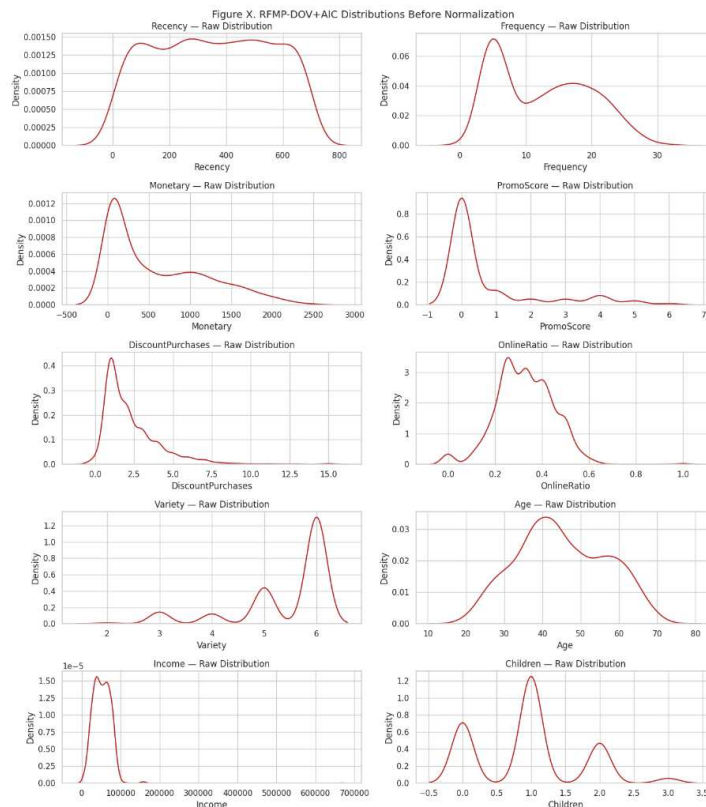 Figure X. RFMP-DOV+AIC Distributions Before Normalization
Recency — Raw Distribution
Density
0.00150
0.00125
0.00100
0.00075
0.00050
0.00025
0.00000
0 200 400 600 800
Recency
Frequency — Raw Distribution
Density
0.06
0.04
0.02
0.00
0 10 20 30
Frequency
Monetary — Raw Distribution
Density
0.0012
0.0010
0.0008
0.0006
0.0004
0.0002
0.0000
−500 0 500 1000 1500 2000 2500 3000
Monetary
PromoScore — Raw Distribution
Density
0.8
0.6
0.4
0.2
0.0
−1 0 1 2 3 4 5 6 7
PromoScore
DiscountPurchases — Raw Distribution
Density
0.4
0.3
0.2
0.1
0.0
0.0 2.5 5.0 7.5 10.0 12.5 15.0
DiscountPurchases
OnlineRatio — Raw Distribution
Density
3
2
1
0
0.0 0.2 0.4 0.6 0.8 1.0
OnlineRatio
Variety — Raw Distribution
Density
1.2
1.0
0.8
0.6
0.4
0.2
0.0
2 3 4 5 6
Variety
Age — Raw Distribution
Density
0.03
0.02
0.01
0.00
10 20 30 40 50 60 70 80
Age
Income — Raw Distribution
1e−5
Density
1.50
1.25
1.00
0.75
0.50
0.25
0.00
0 100000 200000 300000 400000 500000 600000 700000
Income
Children — Raw Distribution
Density
1.2
1.0
0.8
0.6
0.4
0.2
0.0
−0.5 0.0 0.5 1.0 1.5 2.0 2.5 3.0 3.5
Children